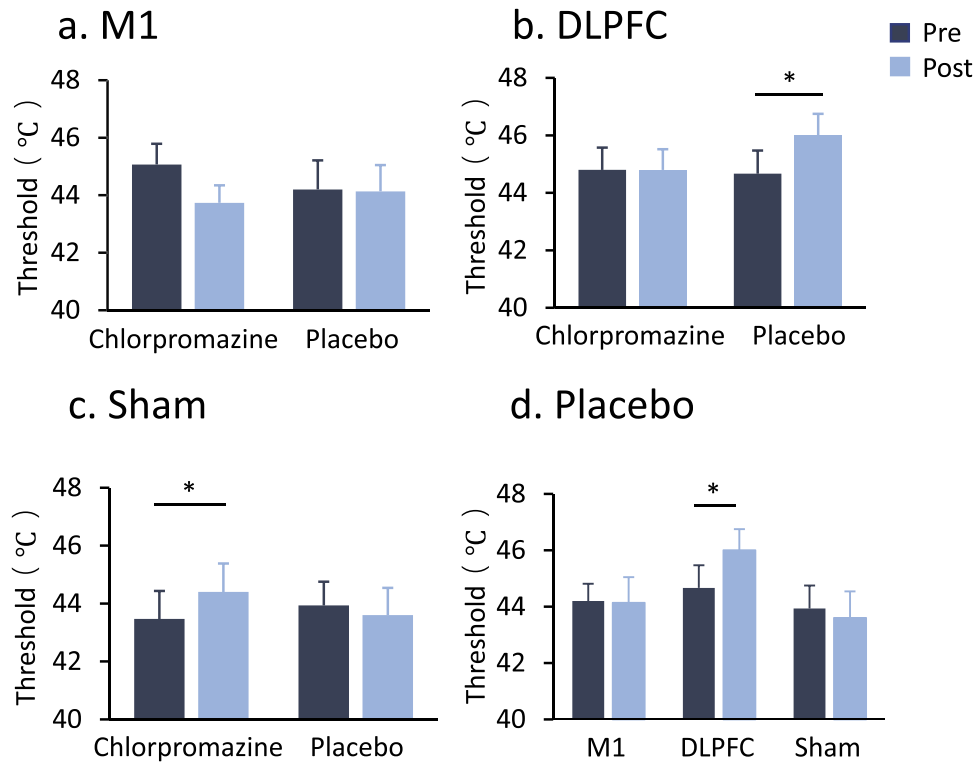 a. M1
b. DLPFC
Pre
Post
Threshold ( ℃ )
48
46
44
42
40
Chlorpromazine Placebo
Threshold ( ℃ )
48
46
44
42
40
*
Chlorpromazine Placebo
c. Sham
d. Placebo
Threshold ( ℃ )
48
46
44
42
40
*
Chlorpromazine Placebo
Threshold ( ℃ )
48
46
44
42
40
*
M1 DLPFC Sham